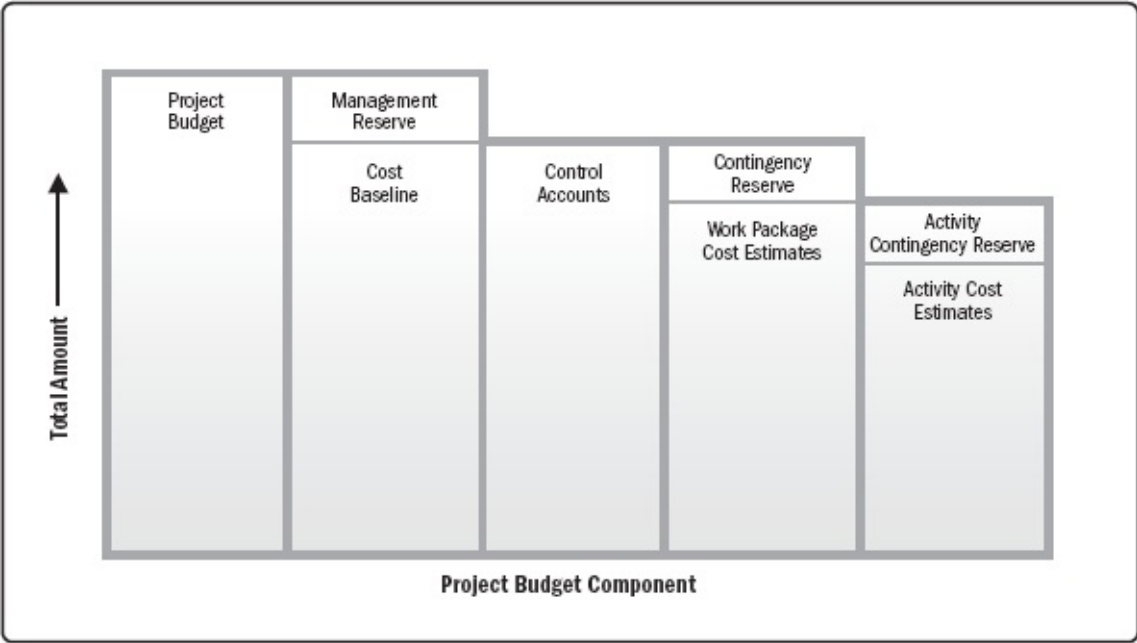 Project
Budget
Management
Reserve
Cost
Baseline
Control
Accounts
Contingency
Reserve
Work Package
Cost Estimates
Activity
Contingency Reserve
Activity Cost
Estimates
Total Amount
Project Budget Component